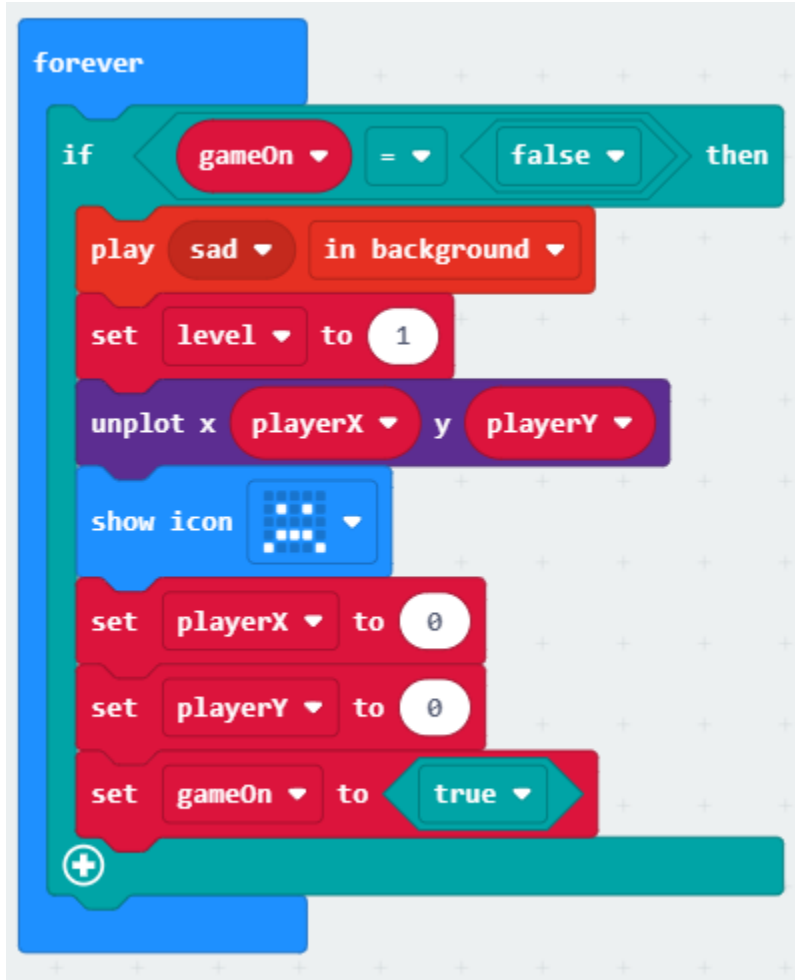 forever
if gameOn = false then
play sad in background
set level to 1
unplot x playerX y playerY
show icon
set playerX to 0
set playerY to 0
set gameOn to true